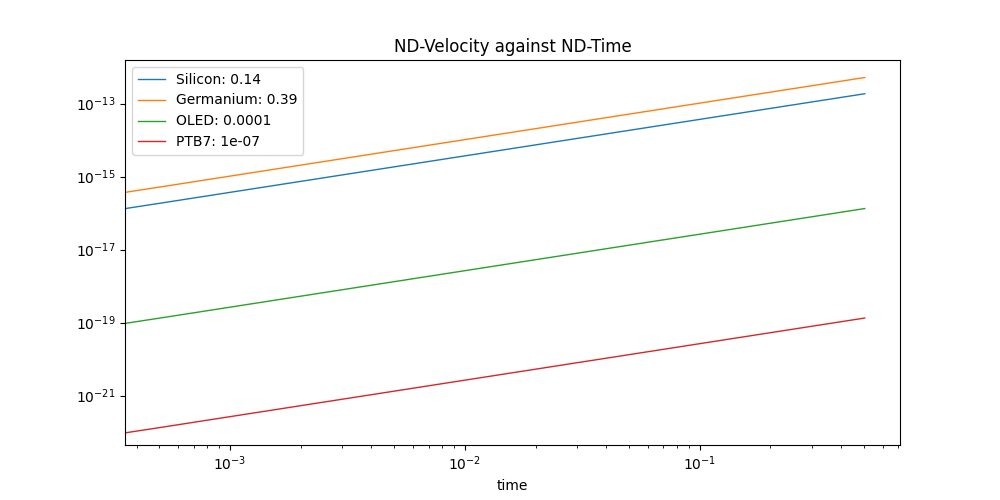 ND-Velocity against ND-Time
Silicon: 0.14
Germanium: 0.39
OLED: 0.0001
PTB7: 1e-07
10⁻¹³
10⁻¹⁵
10⁻¹⁷
10⁻¹⁹
10⁻²¹
10⁻³
10⁻²
10⁻¹
time